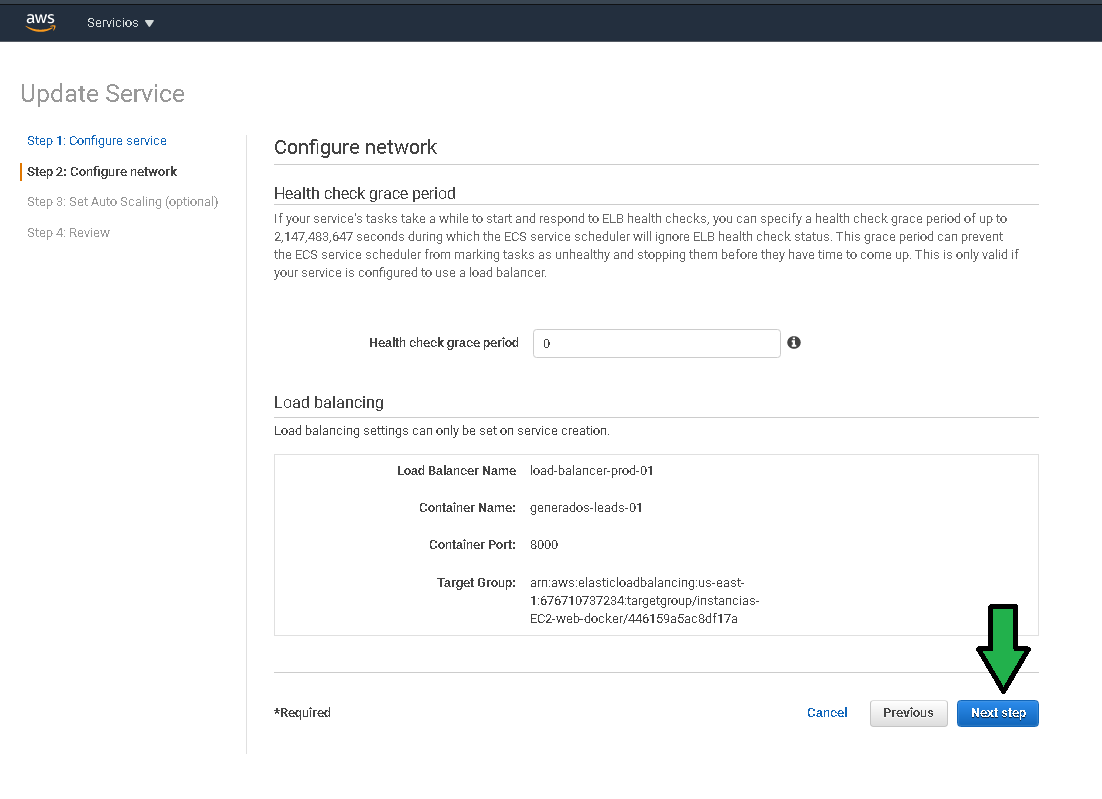 aws Servicios
Update Service
Step 1: Configure service
Step 2: Configure network
Step 3: Set Auto Scaling (optional)
Step 4: Review
Configure network
Health check grace period
If your service's tasks take a while to start and respond to ELB health checks, you can specify a health check grace period of up to
2,147,483,647 seconds during which the ECS service scheduler will ignore ELB health check status. This grace period can prevent
the ECS service scheduler from marking tasks as unhealthy and stopping them before they have time to come up. This is only valid if
your service is configured to use a load balancer.
Health check grace period 0
Load balancing
Load balancing settings can only be set on service creation.
Load Balancer Name load-balancer-prod-01
Container Name: generados-leads-01
Container Port: 8000
Target Group: arn:aws:elasticloadbalancing:us-east-
1:676710737234:targetgroup/instancias-
EC2-web-docker/446159a5ac8df17a
*Required
Cancel Previous Next step